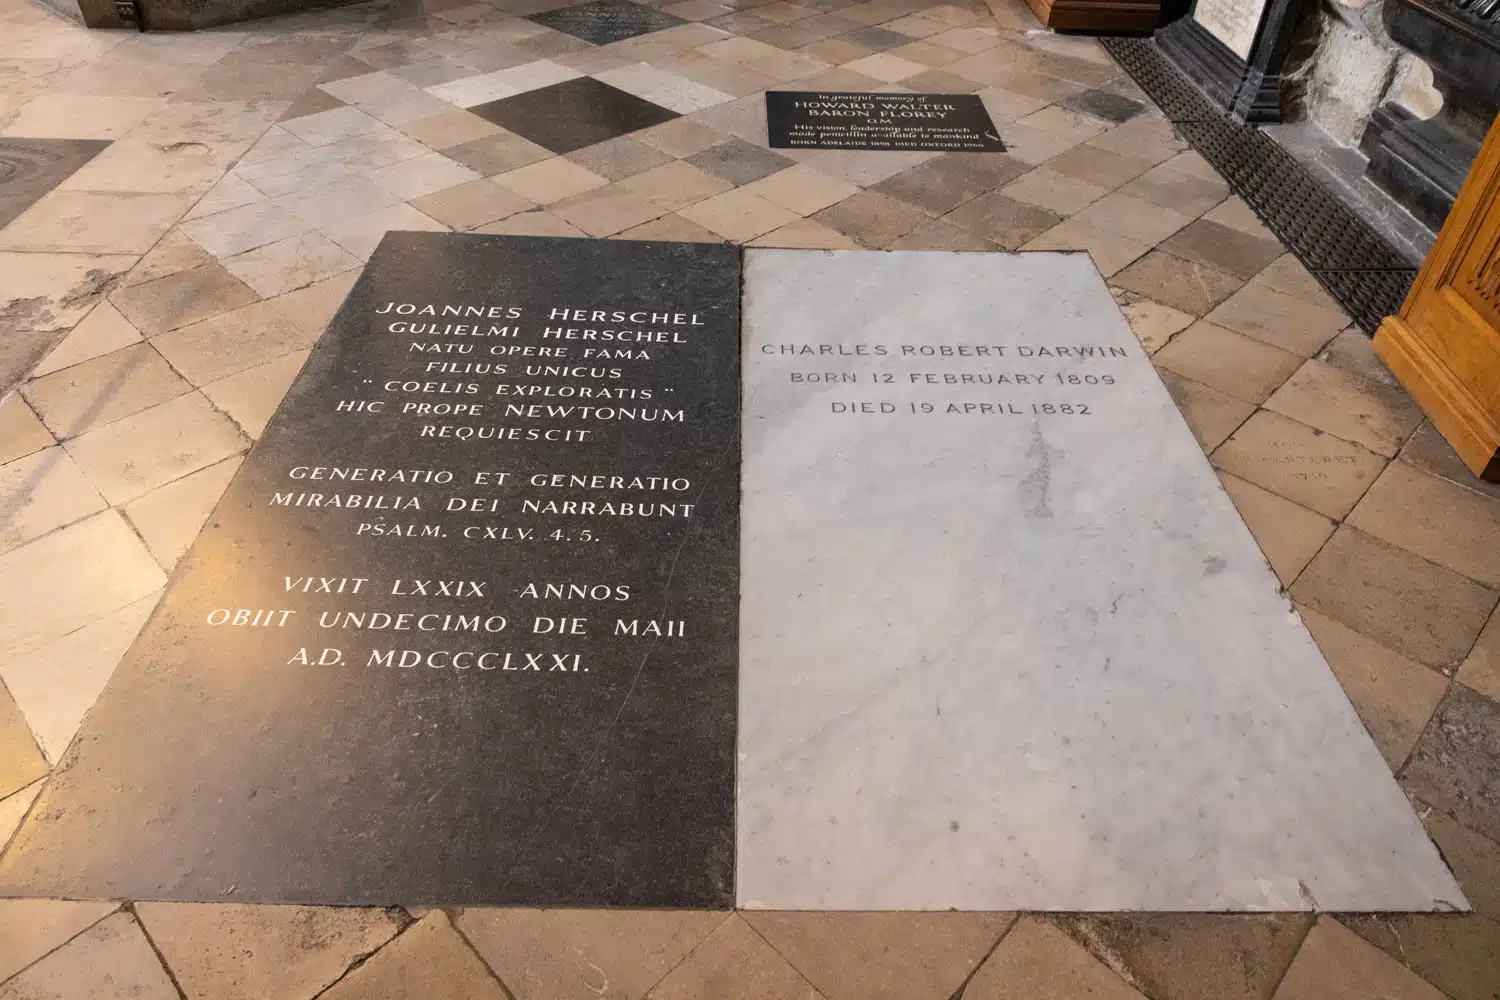 In grateful memory of
HOWARD WALTER
BARON FLOREY
O.M
His vision, leadership and research
made penicillin available to mankind
BORN ADELAIDE 1898 DIED OXFORD 1968
JOANNES HERSCHEL
GULIELMI HERSCHEL
NATU OPERE FAMA
FILIUS UNICUS
" COELIS EXPLORATIS "
HIC PROPE NEWTONUM
REQUIESCIT
GENERATIO ET GENERATIO
MIRABILIA DEI NARRABUNT
PSALM. CXLV. 4. 5.
VIXIT LXXIX ANNOS
OBIIT UNDECIMO DIE MAII
A.D. MDCCCLXXI.
CHARLES ROBERT DARWIN
BORN 12 FEBRUARY 1809
DIED 19 APRIL 1882